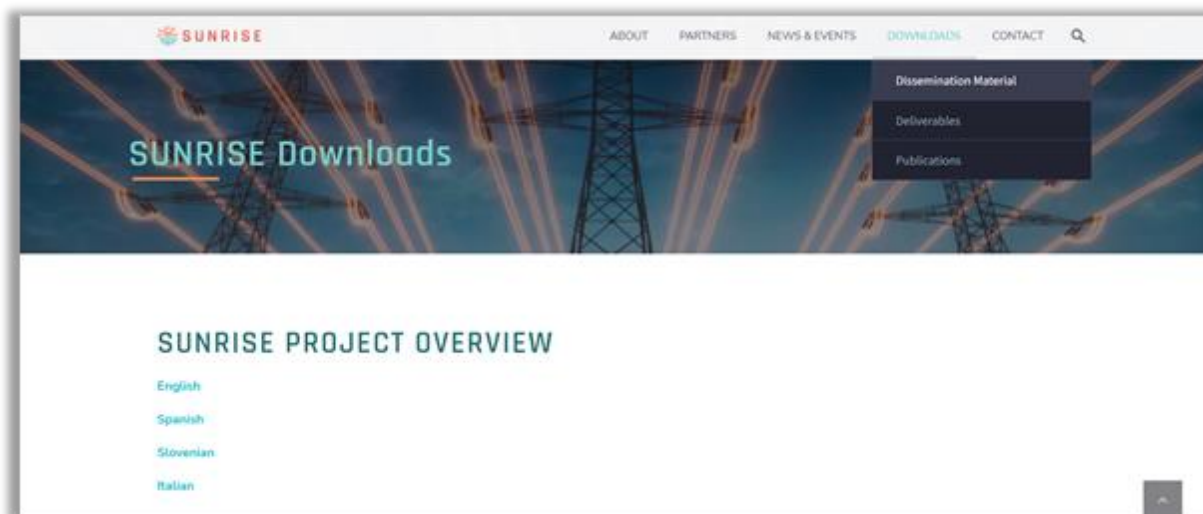 SUNRISE
ABOUT PARTNERS NEWS & EVENTS DOWNLOADS CONTACT
Dissemination Material
Deliverables
Publications
SUNRISE Downloads
SUNRISE PROJECT OVERVIEW
English
Spanish
Slovenian
Italian